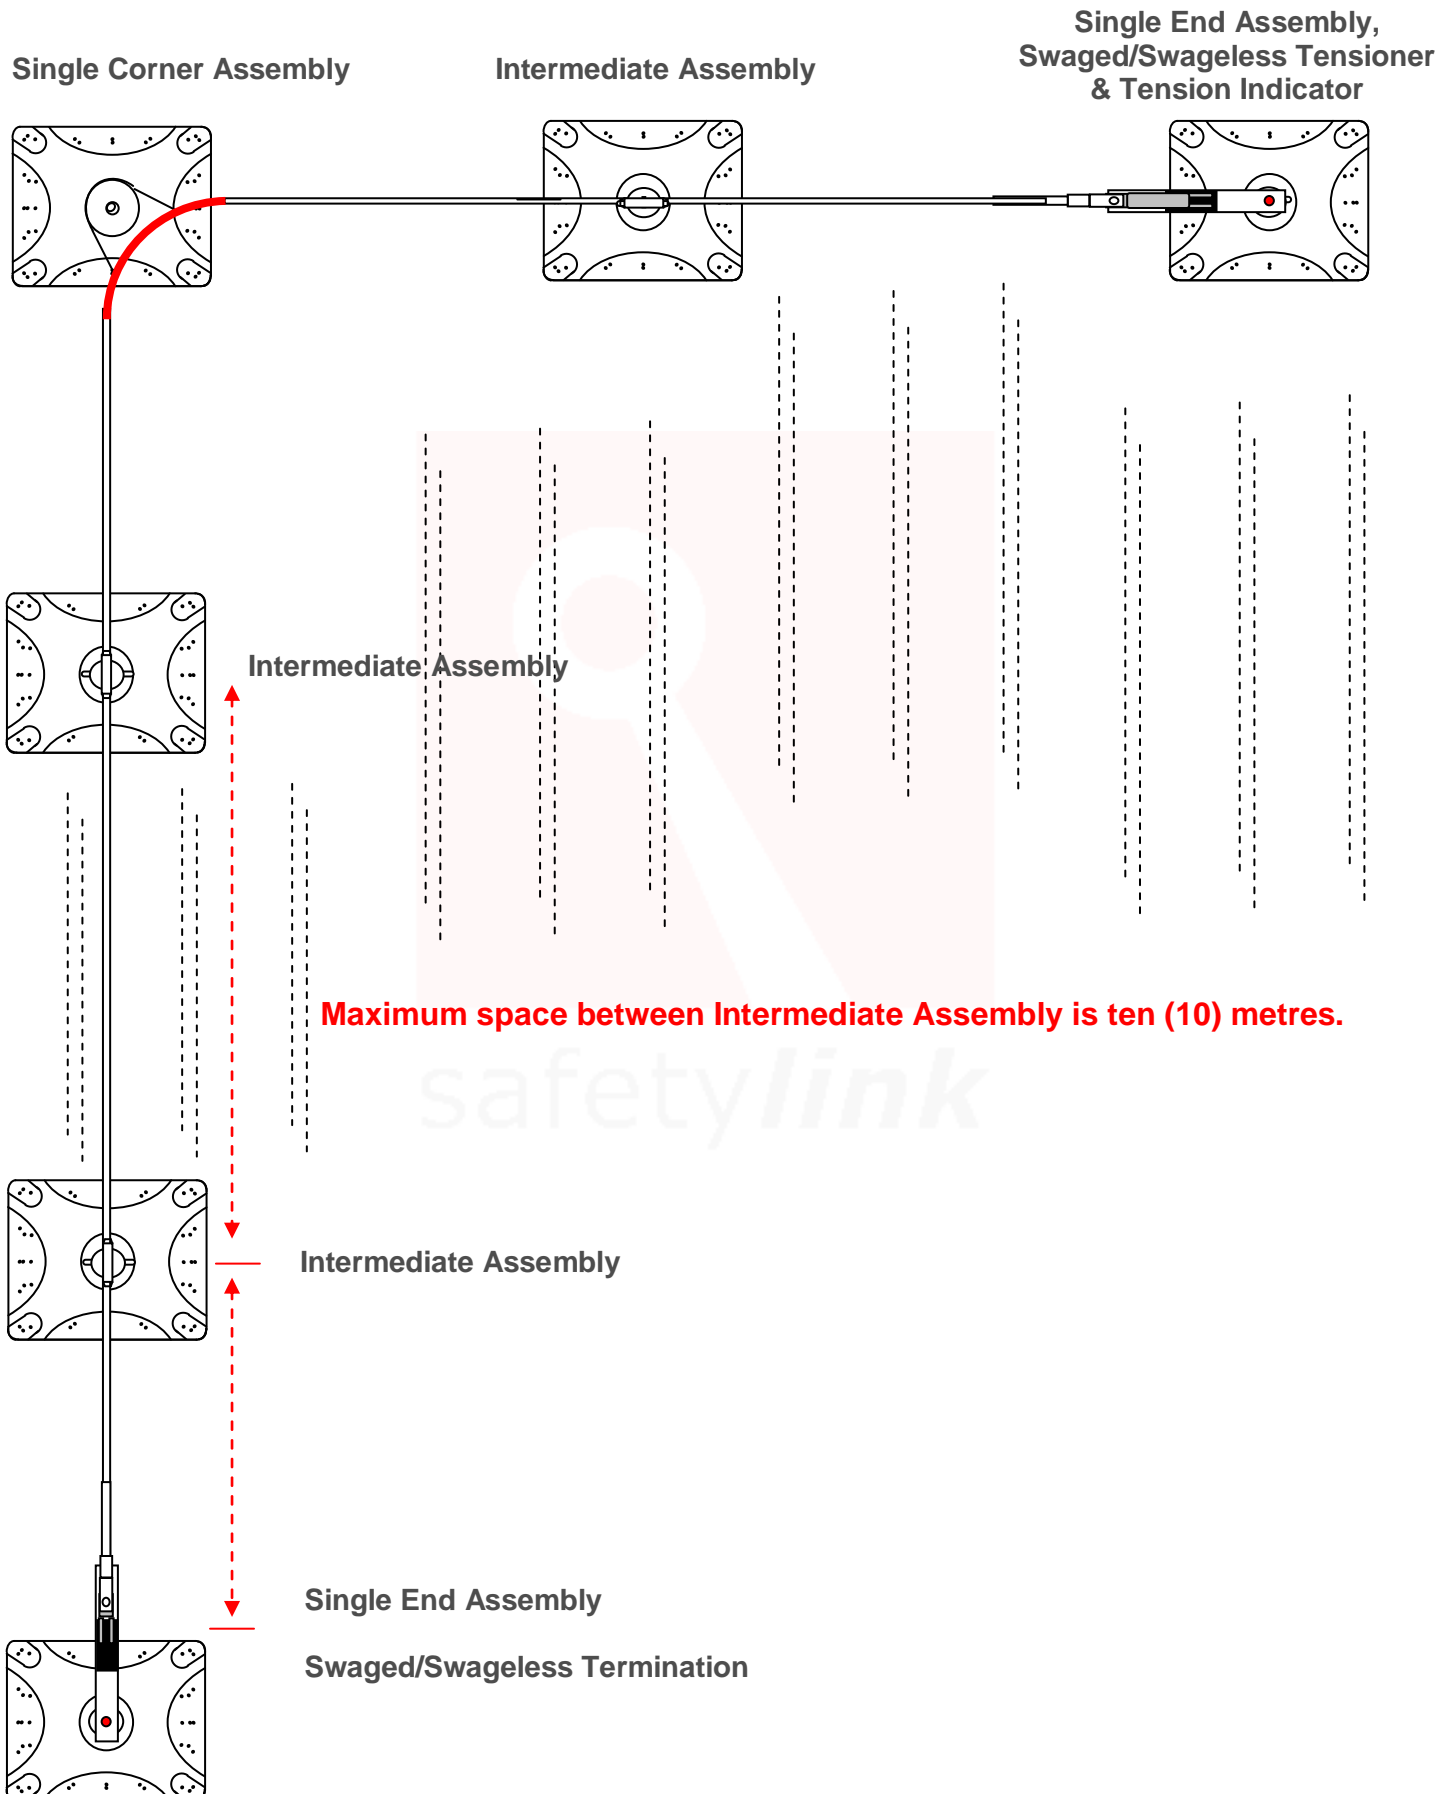 Single End Assembly,
Single Corner Assembly
Intermediate Assembly
Swaged/Swageless Tensioner
& Tension Indicator
Intermediate Assembly
Maximum space between Intermediate Assembly is ten (10) metres.
safetylink
Intermediate Assembly
Single End Assembly
Swaged/Swageless Termination